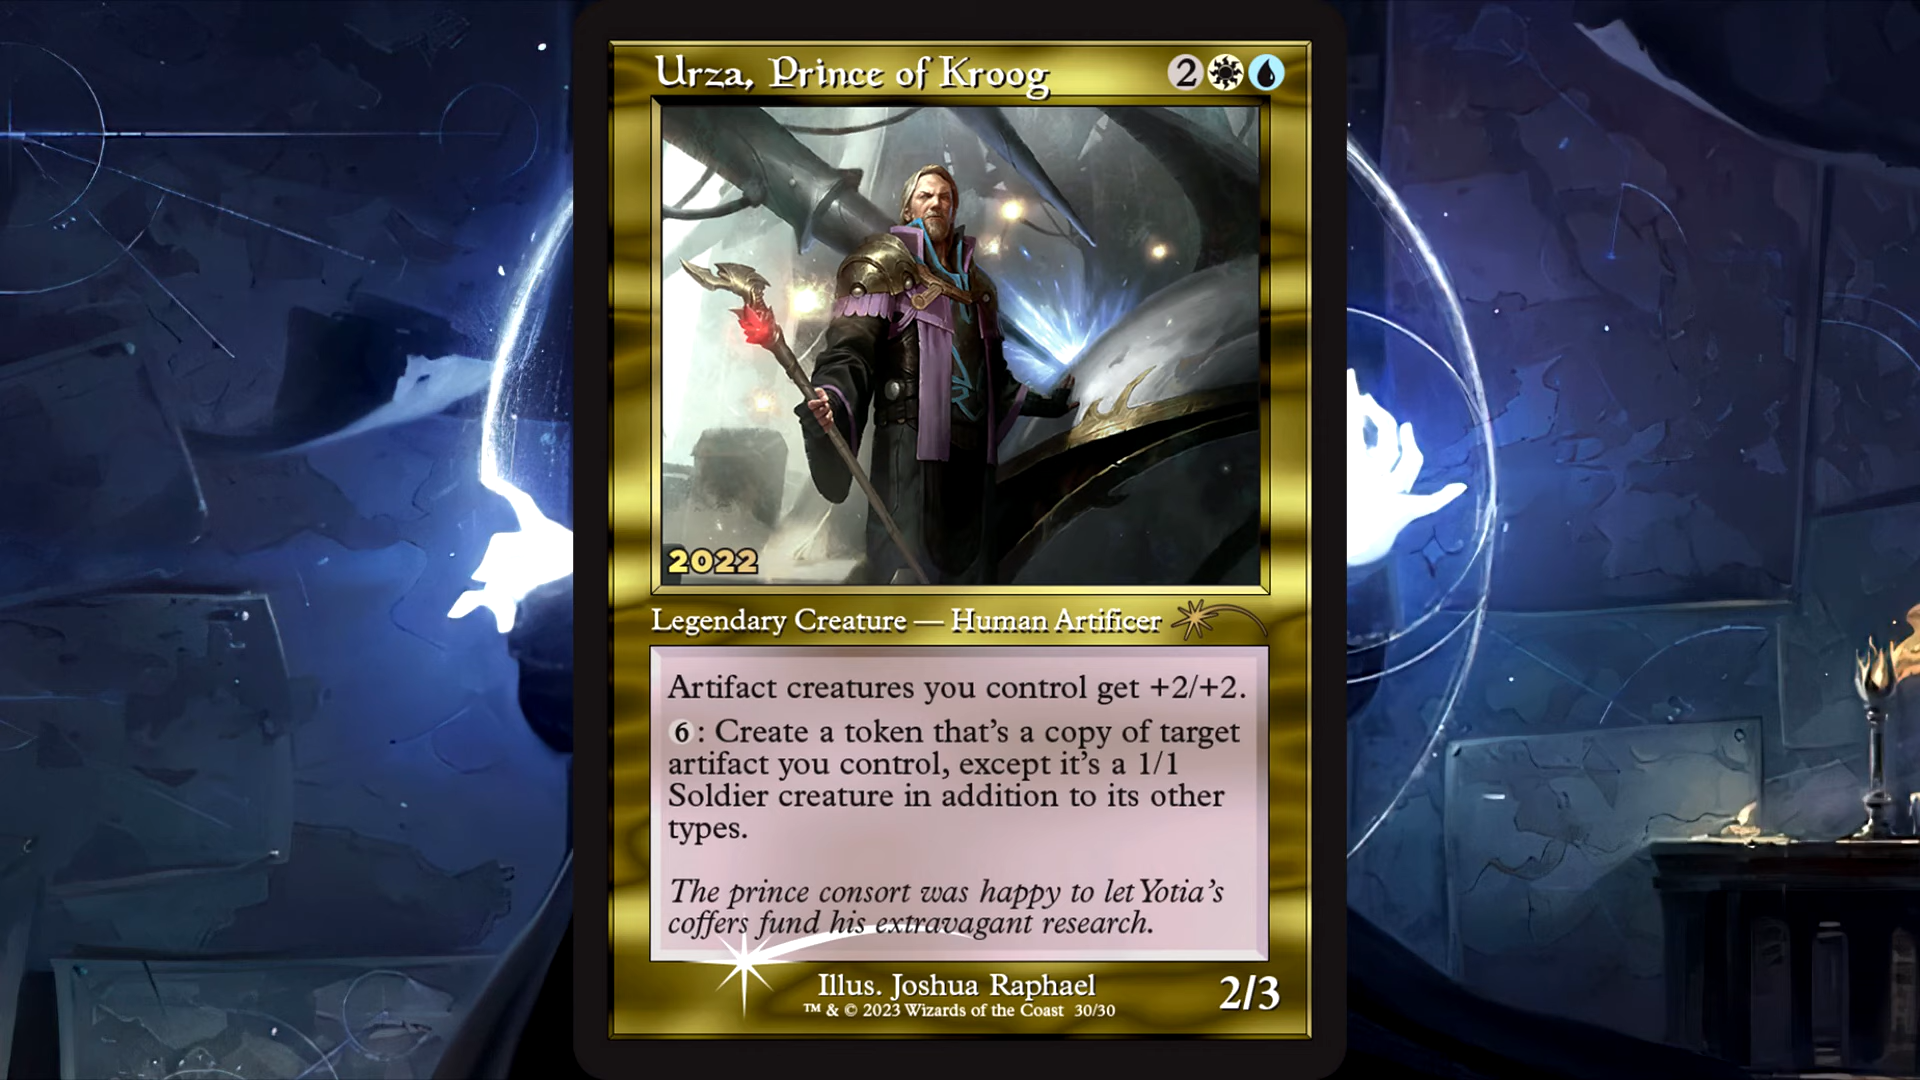 Urza, Prince of Kroog 2
2022
Legendary Creature — Human Artificer
Artifact creatures you control get +2/+2.
6: Create a token that's a copy of target
artifact you control, except it's a 1/1
Soldier creature in addition to its other
types.
The prince consort was happy to let Yotia's
coffers fund his extravagant research.
Illus. Joshua Raphael
™ & © 2023 Wizards of the Coast 30/30
2/3